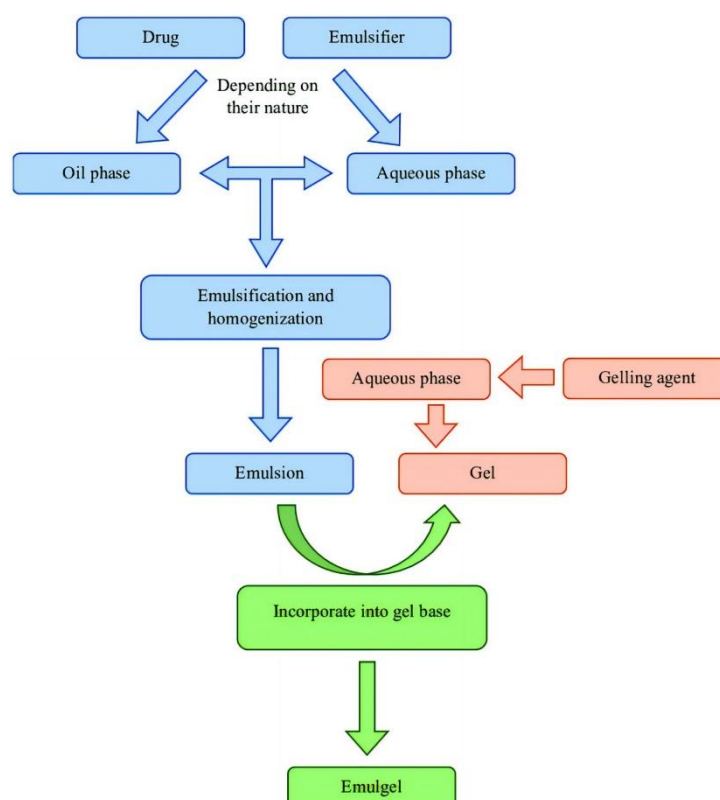 Drug
Emulsifier
Depending on
their nature
Oil phase
Aqueous phase
Emulsification and
homogenization
Aqueous phase
Gelling agent
Emulsion
Gel
Incorporate into gel base
Emulgel